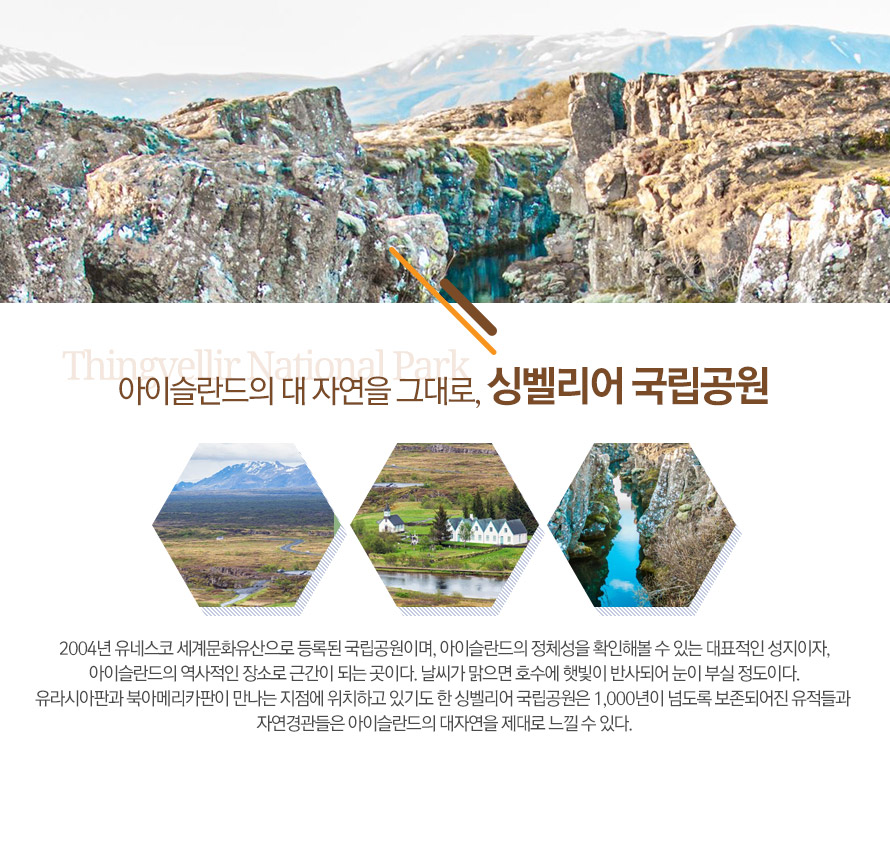 Thingvellir National Park
아이슬란드의 대 자연을 그대로, 싱벨리어 국립공원
2004년 유네스코 세계문화유산으로 등록된 국립공원이며, 아이슬란드의 정체성을 확인해볼 수 있는 대표적인 성지이자,
아이슬란드의 역사적인 장소로 근간이 되는 곳이다. 날씨가 맑으면 호수에 햇빛이 반사되어 눈이 부실 정도이다.
유라시아판과 북아메리카판이 만나는 지점에 위치하고 있기도 한 싱벨리어 국립공원은 1,000년이 넘도록 보존되어진 유적들과
자연경관들은 아이슬란드의 대자연을 제대로 느낄 수 있다.